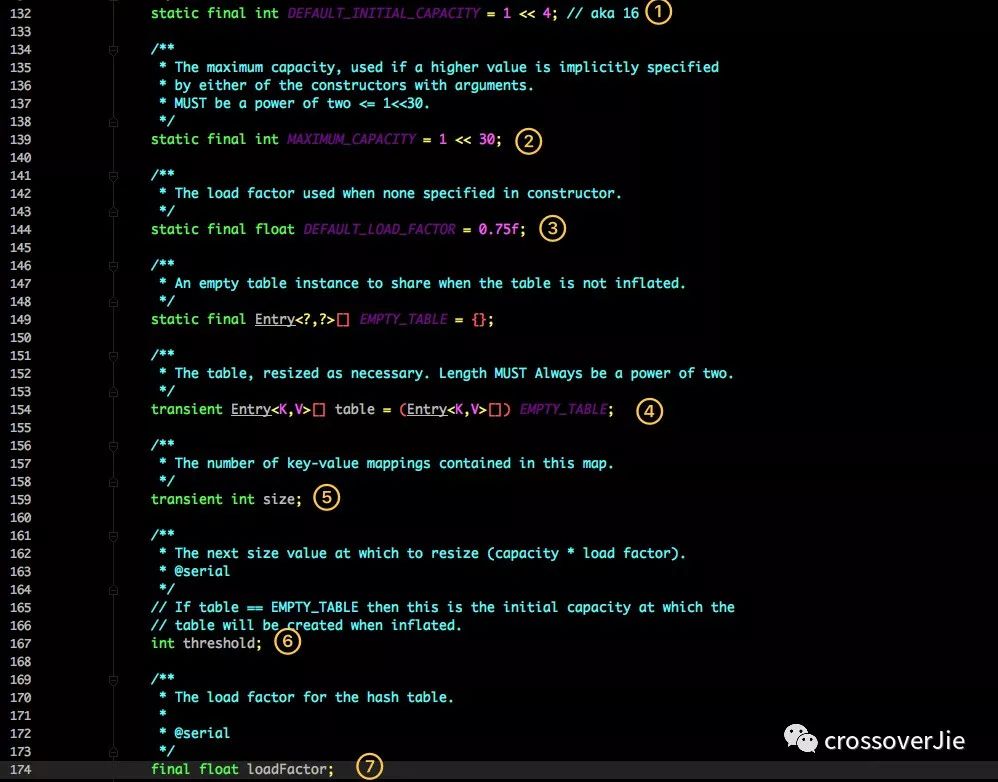 132 static final int DEFAULT_INITIAL_CAPACITY = 1 << 4; // aka 16 ①
133
134 /**
135 * The maximum capacity, used if a higher value is implicitly specified
136 * by either of the constructors with arguments.
137 * MUST be a power of two <= 1<<30.
138 */
139 static final int MAXIMUM_CAPACITY = 1 << 30; ②
140
141 /**
142 * The load factor used when none specified in constructor.
143 */
144 static final float DEFAULT_LOAD_FACTOR = 0.75f; ③
145
146 /**
147 * An empty table instance to share when the table is not inflated.
148 */
149 static final Entry<?,?>[] EMPTY_TABLE = {};
150
151 /**
152 * The table, resized as necessary. Length MUST Always be a power of two.
153 */
154 transient Entry<K,V>[] table = (Entry<K,V>[]) EMPTY_TABLE; ④
155
156 /**
157 * The number of key-value mappings contained in this map.
158 */
159 transient int size; ⑤
160
161 /**
162 * The next size value at which to resize (capacity * load factor).
163 * @serial
164 */
165 // If table == EMPTY_TABLE then this is the initial capacity at which the
166 // table will be created when inflated.
167 int threshold; ⑥
168
169 /**
170 * The load factor for the hash table.
171 *
172 * @serial
173 */
174 final float loadFactor; ⑦
crossoverJie